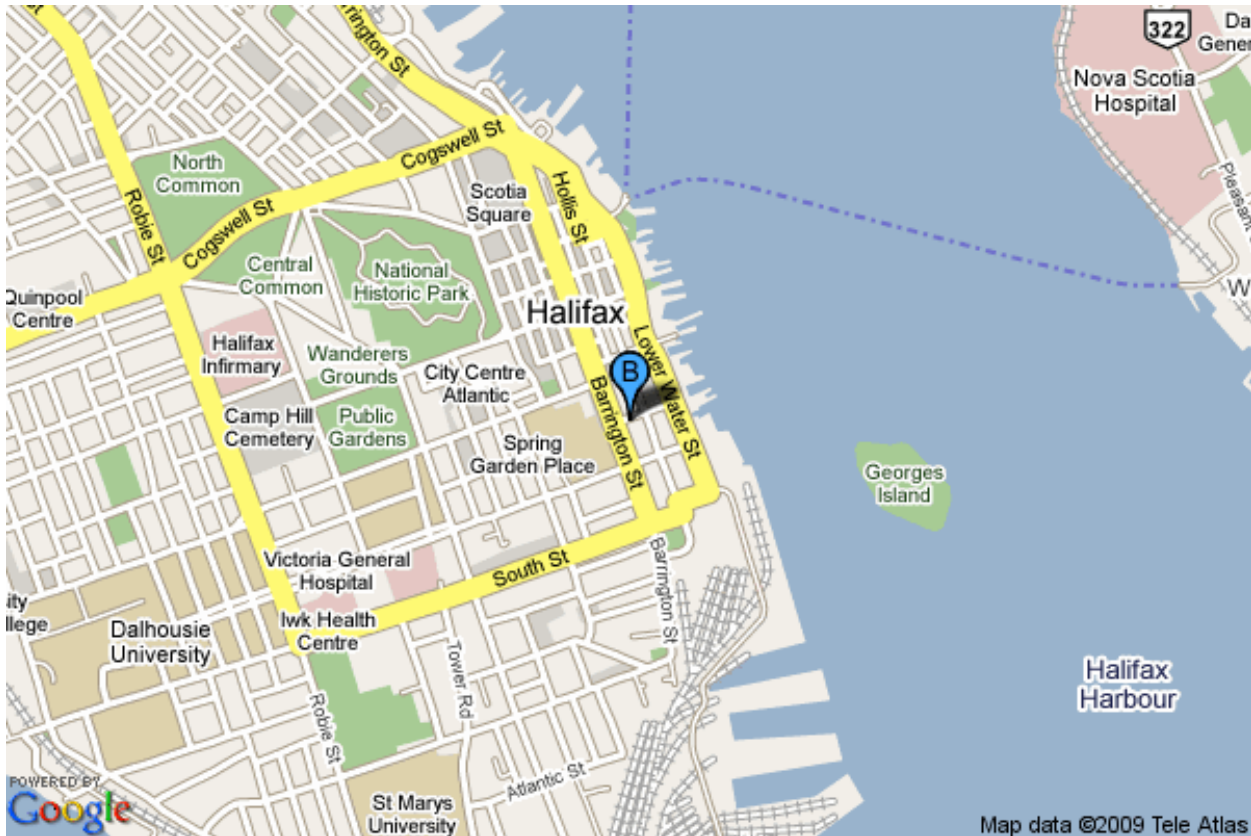 St
rrington St
322
Da
Gener
Nova Scotia
Hospital
North
Common
Cogswell St
Scotia
Square
Hollis St
Pleasant
Robie St
Cogswell St
Central
Common
National
Historic Park
Quinpool
Centre
Halifax
W
Halifax
Infirmary
Wanderers
Grounds
City Centre
Atlantic
Lower Water St
B
Barrington St
Camp Hill
Cemetery
Public
Gardens
Spring
Garden Place
Georges
Island
Victoria General
Hospital
South St
Barrington St
ity
llege
Dalhousie
University
Iwk Health
Centre
Tower Rd
Halifax
Harbour
Robie St
Atlantic St
POWERED BY
Google
St Marys
University
Map data ©2009 Tele Atlas